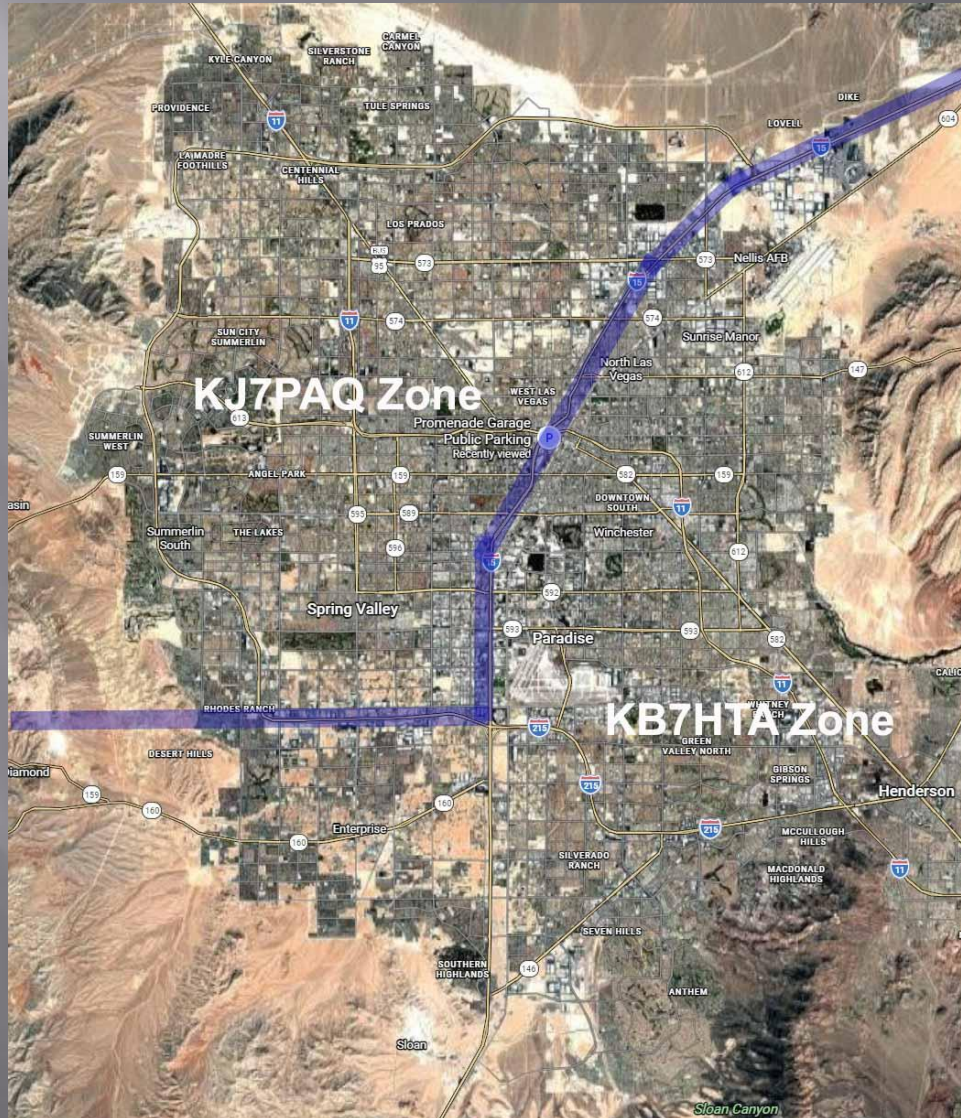 CARMEL
CANYON
SILVERSTONE
RANCH
KYLE CANYON
PROVIDENCE
TULE SPRINGS
DIKE
LOVELL
11
604
15
LA MADRE
FOOTHILLS
CENTENNIAL
HILLS
LOS PRADOS
95
573
573
Nellis AFB
15
11
574
574
SUN CITY
SUMMERLIN
Sunrise Manor
North Las
Vegas
147
612
KJ7PAQ Zone
WEST LAS
VEGAS
613
Promenade Garage
Public Parking
Recently viewed
P
SUMMERLIN
WEST
159
ANGEL PARK
159
582
159
DOWNTOWN
SOUTH
11
asin
595
589
Summerlin
South
THE LAKES
Winchester
596
612
592
Spring Valley
593
Paradise
593
582
CALIC
11
RHODES RANCH
WHITNEY
KB7HTA Zone
215
GREEN
VALLEY NORTH
DESERT HILLS
Diamond
GIBSON
SPRINGS
215
Henderson
159
160
160
Enterprise
160
215
MCCULLOUGH
HILLS
SILVERADO
RANCH
MACDONALD
HIGHLANDS
11
SEVEN HILLS
SOUTHERN
HIGHLANDS
146
ANTHEM
Sloan
Sloan Canyon